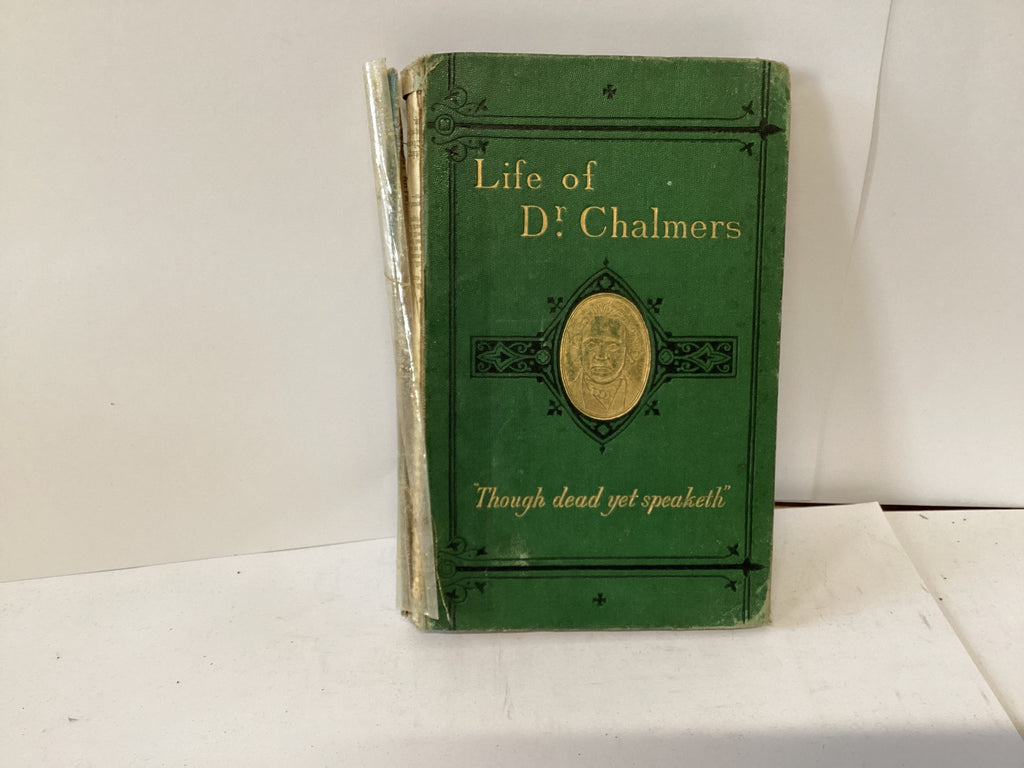 Life of
Dr. Chalmers
"Though dead yet speaketh"